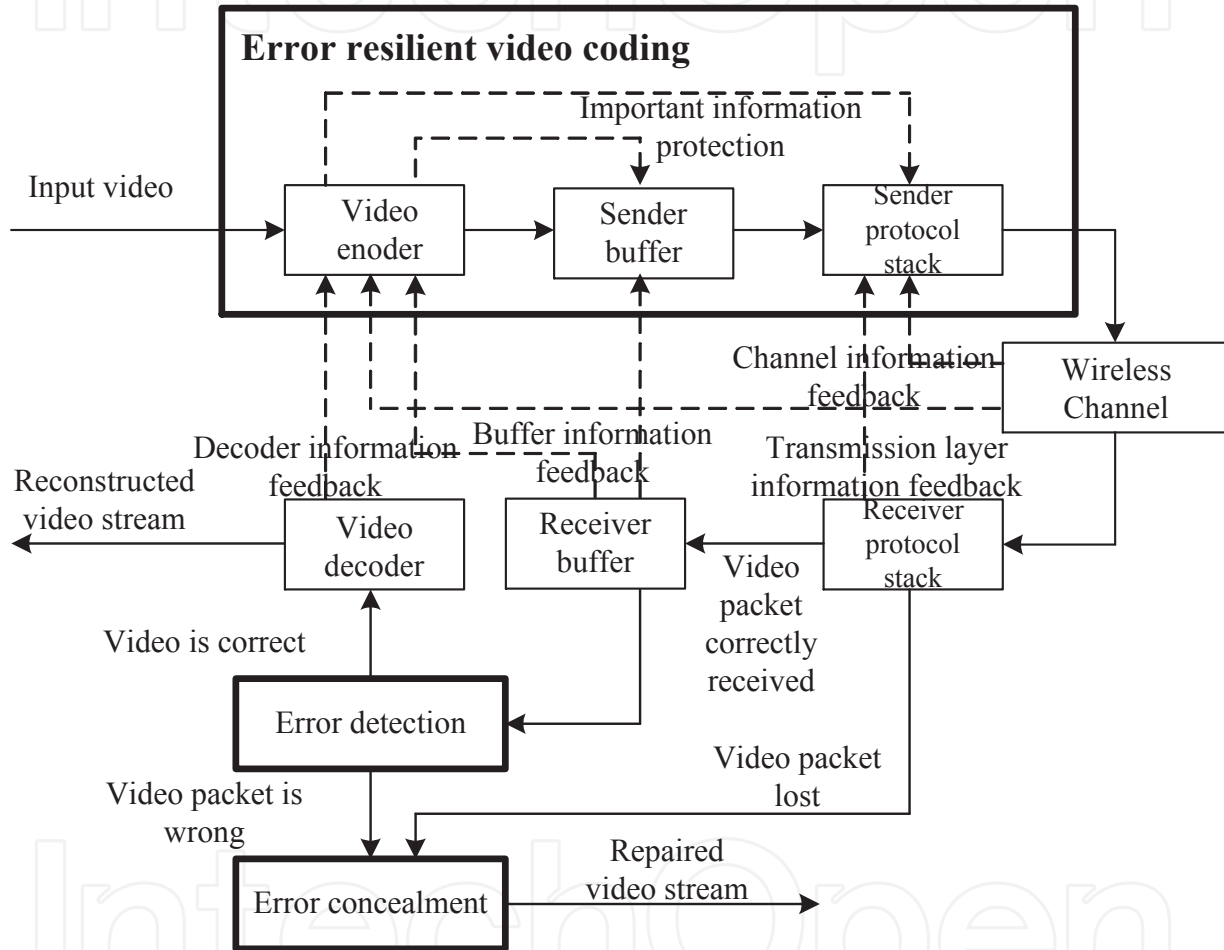 IntechOpen
Error resilient video coding
Important information
protection
Input video
Video
enoder
Sender
buffer
Sender
protocol
stack
Channel information
feedback
Wireless
Channel
Decoder information
feedback
Buffer information
feedback
Transmission layer
information feedback
Reconstructed
video stream
Video
decoder
Receiver
buffer
Receiver
protocol
stack
Video
packet
correctly
received
Video is correct
Error detection
Video packet
lost
Video packet is
wrong
Error concealment
Repaired
video stream
IntechOpen